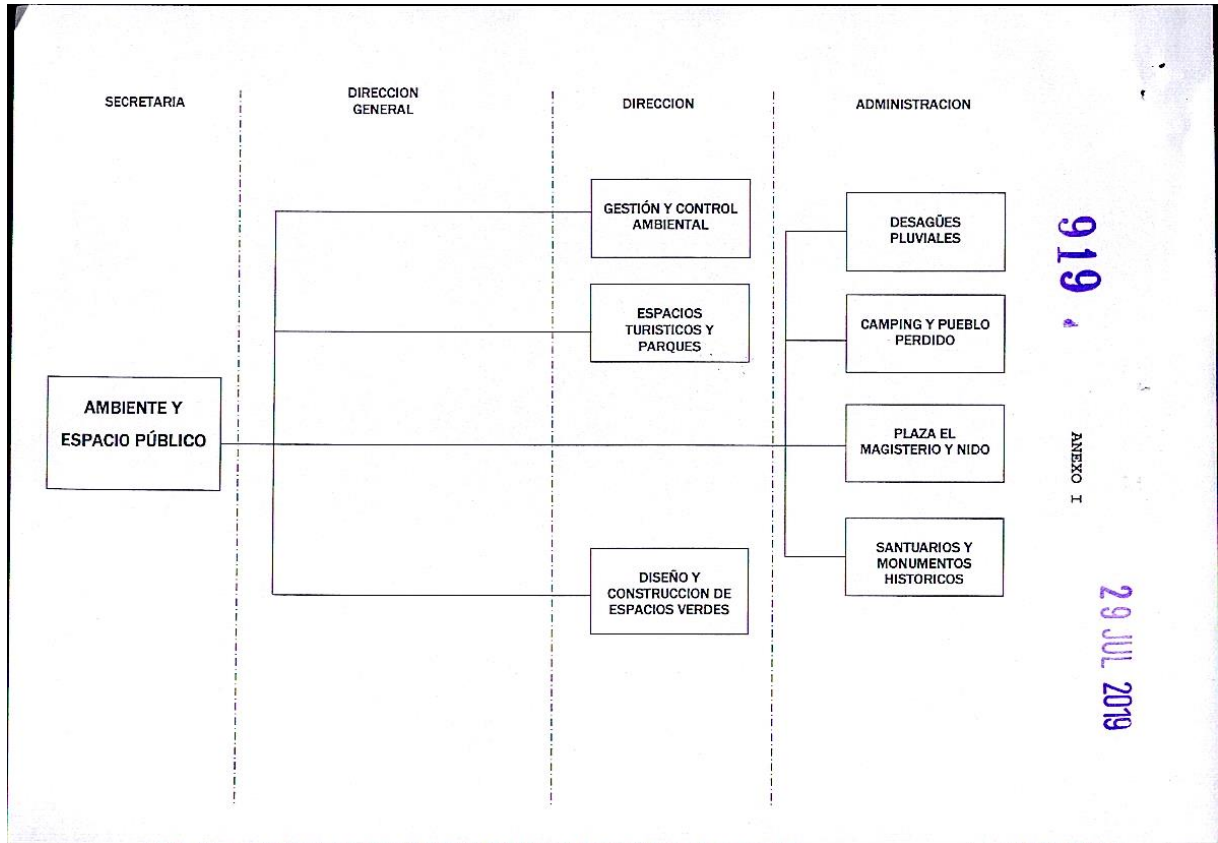 SECRETARIA
DIRECCION
GENERAL
DIRECCION
ADMINISTRACION
GESTIÓN Y CONTROL
AMBIENTAL
ESPACIOS
TURISTICOS Y
PARQUES
AMBIENTE Y
ESPACIO PÚBLICO
DISEÑO Y
CONSTRUCCION DE
ESPACIOS VERDES
DESAGÜES
PLUVIALES
CAMPING Y PUEBLO
PERDIDO
PLAZA EL
MAGISTERIO Y NIDO
SANTUARIOS Y
MONUMENTOS
HISTORICOS
919
ANEXO I
29 JUL 2019